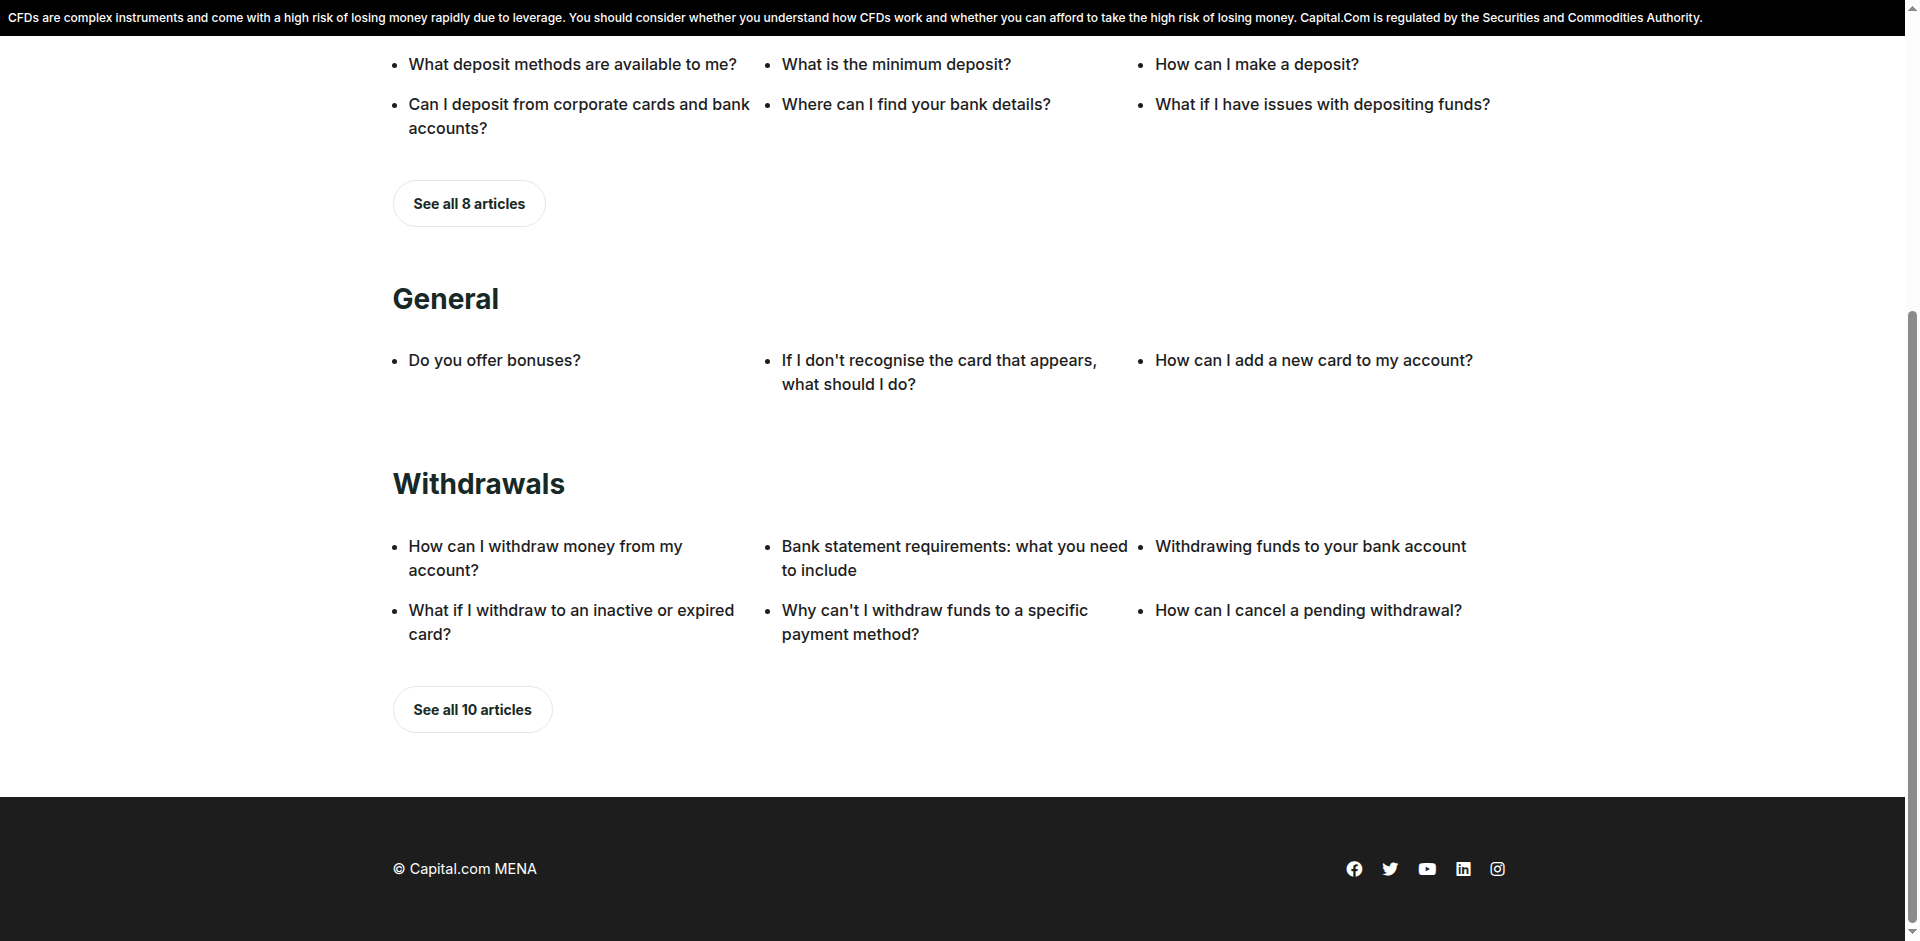 CFDs are complex instruments and come with a high risk of losing money rapidly due to leverage. You should consider whether you understand how CFDs work and whether you can afford to take the high risk of losing money. Capital.Com is regulated by the Securities and Commodities Authority.
What deposit methods are available to me?
What is the minimum deposit?
How can I make a deposit?
Can I deposit from corporate cards and bank
accounts?
Where can I find your bank details?
What if I have issues with depositing funds?
See all 8 articles
General
Do you offer bonuses?
If I don't recognise the card that appears,
what should I do?
How can I add a new card to my account?
Withdrawals
How can I withdraw money from my
account?
Bank statement requirements: what you need
to include
Withdrawing funds to your bank account
What if I withdraw to an inactive or expired
card?
Why can't I withdraw funds to a specific
payment method?
How can I cancel a pending withdrawal?
See all 10 articles
© Capital.com MENA